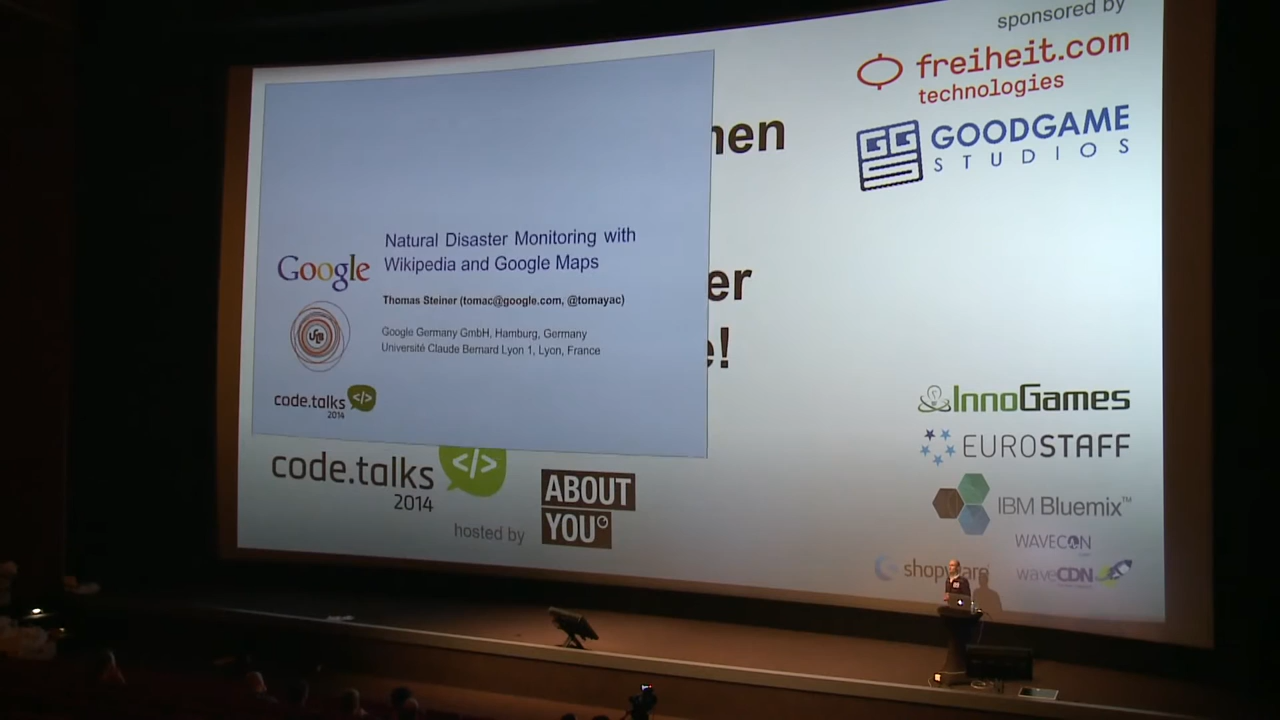 sponsored by
freiheit.com
technologies
GOODGAME
STUDIOS
Natural Disaster Monitoring with
Wikipedia and Google Maps
Google
Thomas Steiner (tomac@google.com, @tomayac)
Google Germany GmbH, Hamburg, Germany
Université Claude Bernard Lyon 1, Lyon, France
code.talks </>
2014
er
e!
InnoGames
EUROSTAFF
IBM Bluemix™
WAVECON
shopware
waveCDN
code.talks </>
2014
hosted by
ABOUT
YOU